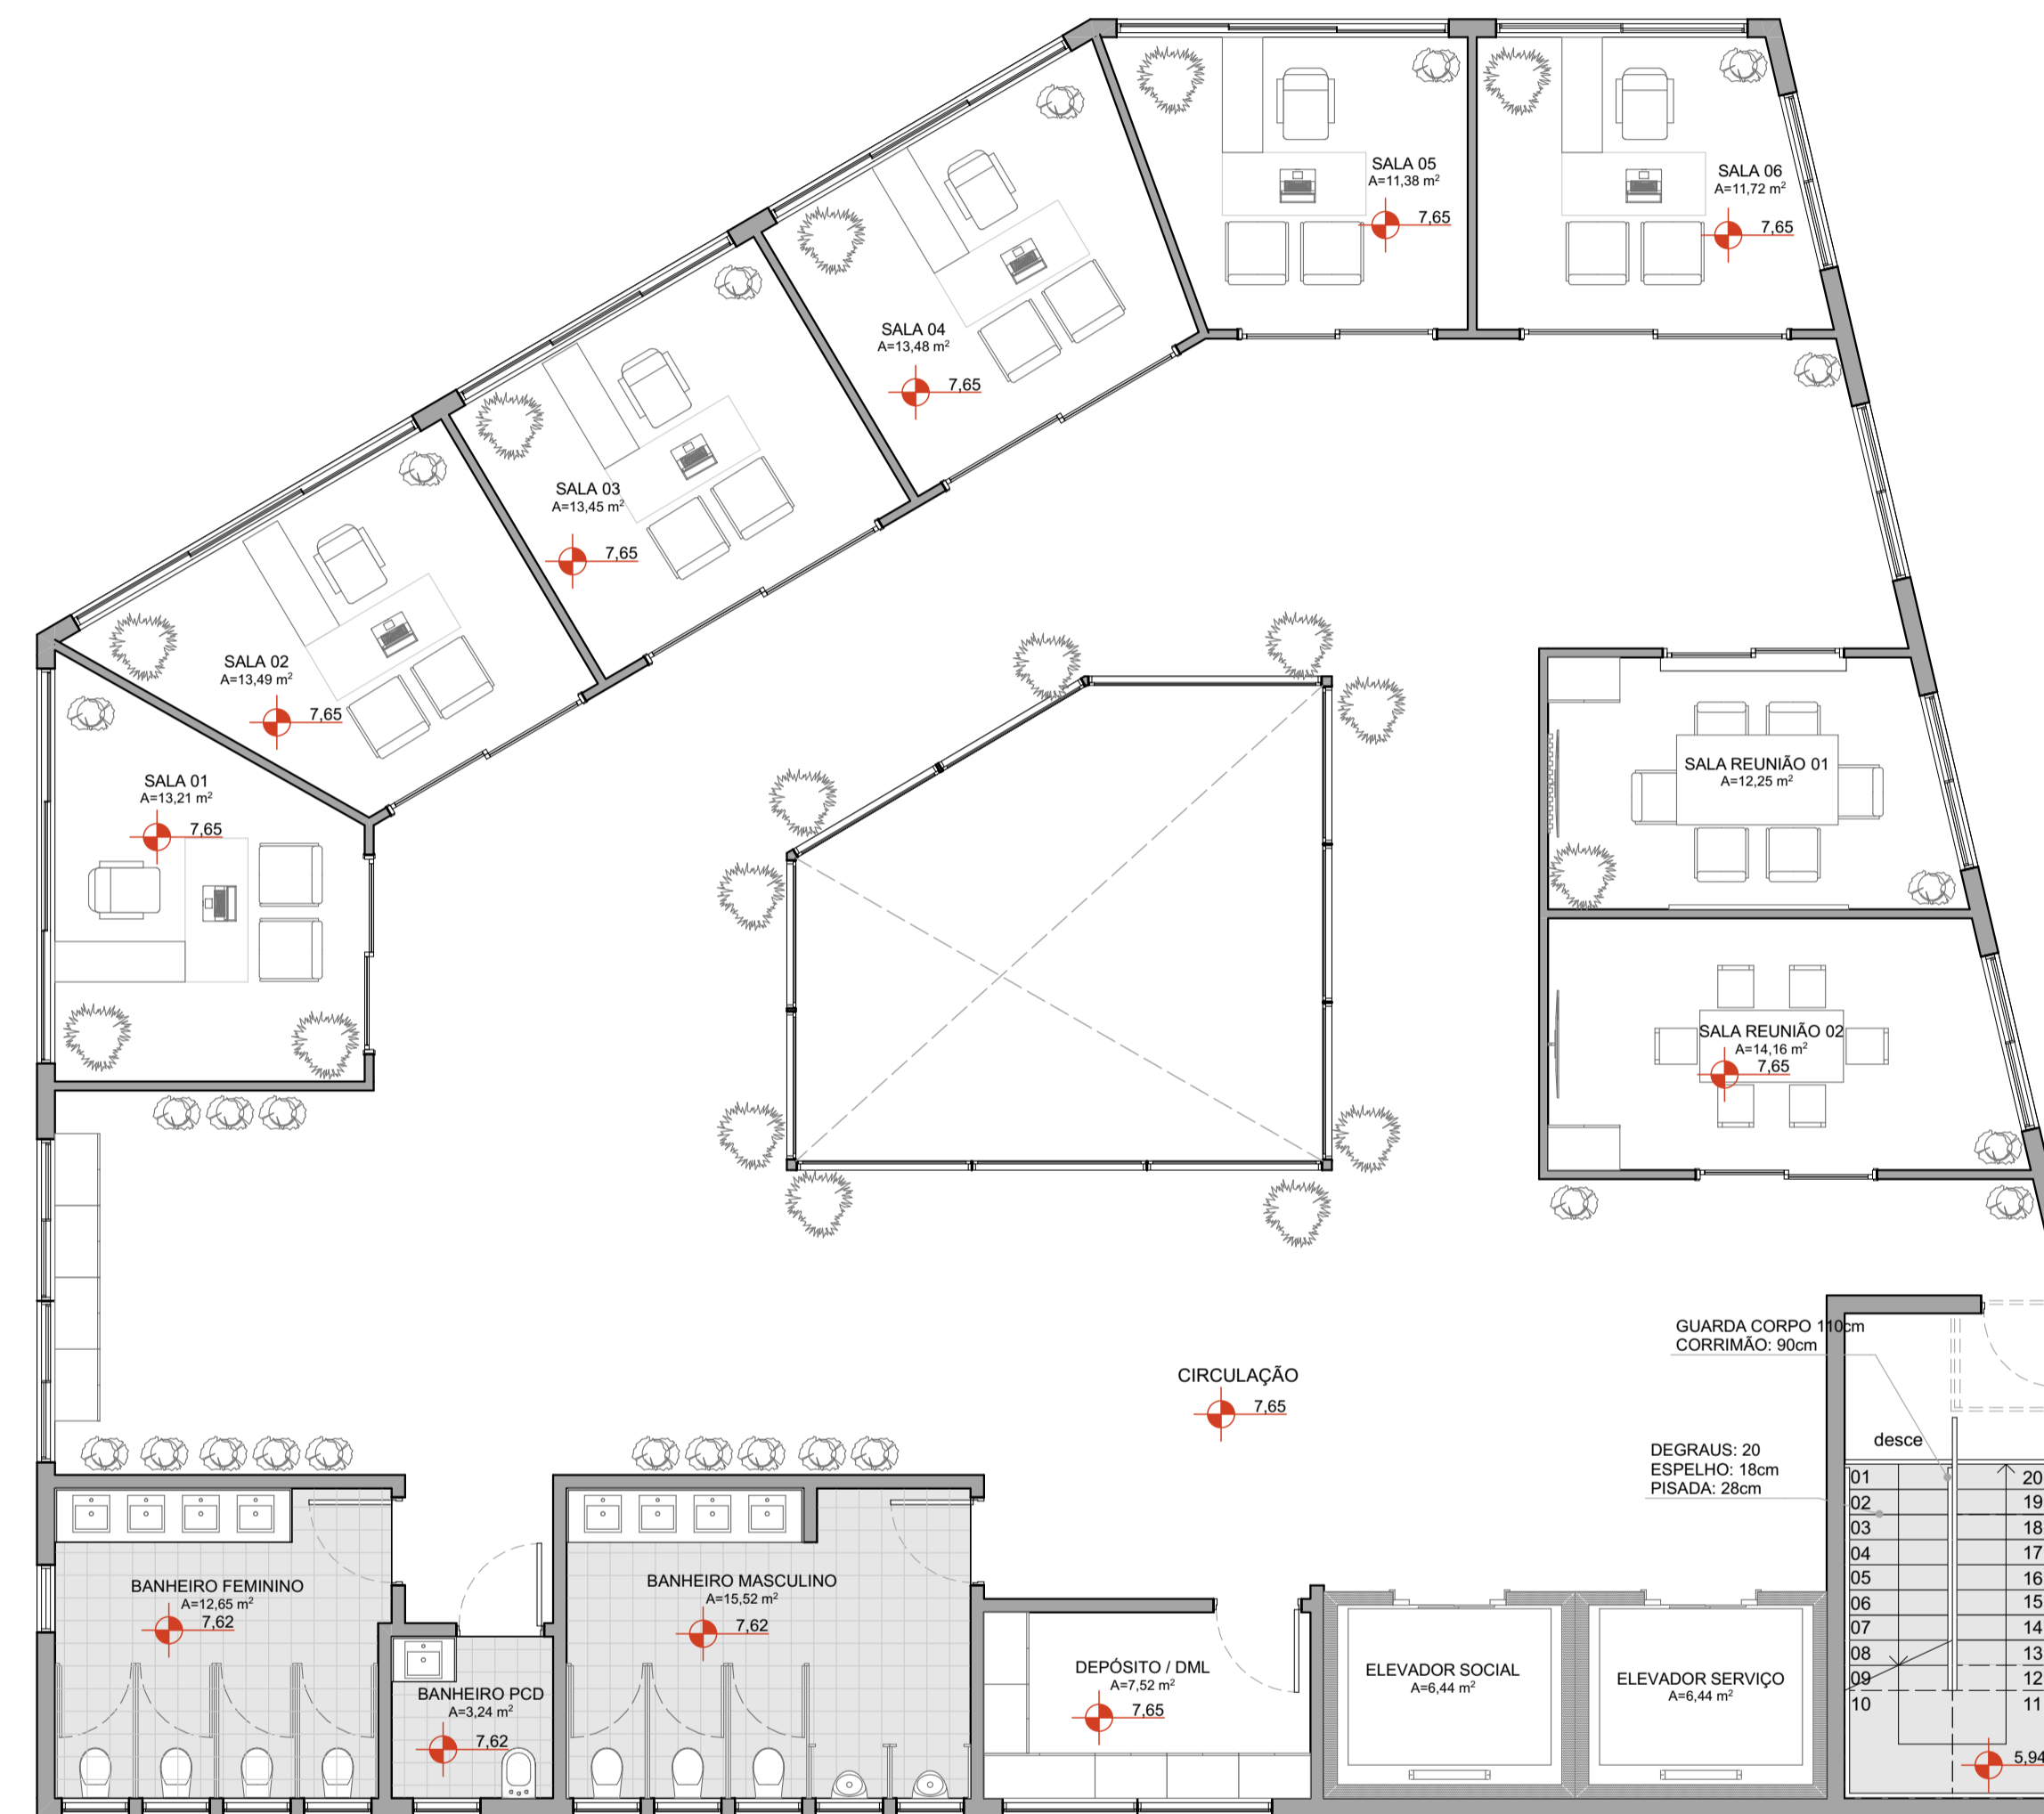 SALA 05
A=11,38 m²
7,65
SALA 06
A=11,72 m²
7,65
SALA 04
A=13,48 m²
7,65
SALA 03
A=13,45 m²
7,65
SALA 02
A=13,49 m²
7,65
SALA 01
A=13,21 m²
7,65
SALA REUNIÃO 01
A=12,25 m²
SALA REUNIÃO 02
A=14,16 m²
7,65
GUARDA CORPO 110cm
CORRIMÃO: 90cm
CIRCULAÇÃO
7,65
desce
DEGRAUS: 20
ESPELHO: 18cm
PISADA: 28cm
01 20
02 19
03 18
04 17
05 16
06 15
07 14
08 13
09 12
10 11
5,94
BANHEIRO FEMININO
A=12,65 m²
7,62
BANHEIRO PCD
A=3,24 m²
7,62
BANHEIRO MASCULINO
A=15,52 m²
7,62
DEPÓSITO / DML
A=7,52 m²
7,65
ELEVADOR SOCIAL
A=6,44 m²
ELEVADOR SERVIÇO
A=6,44 m²